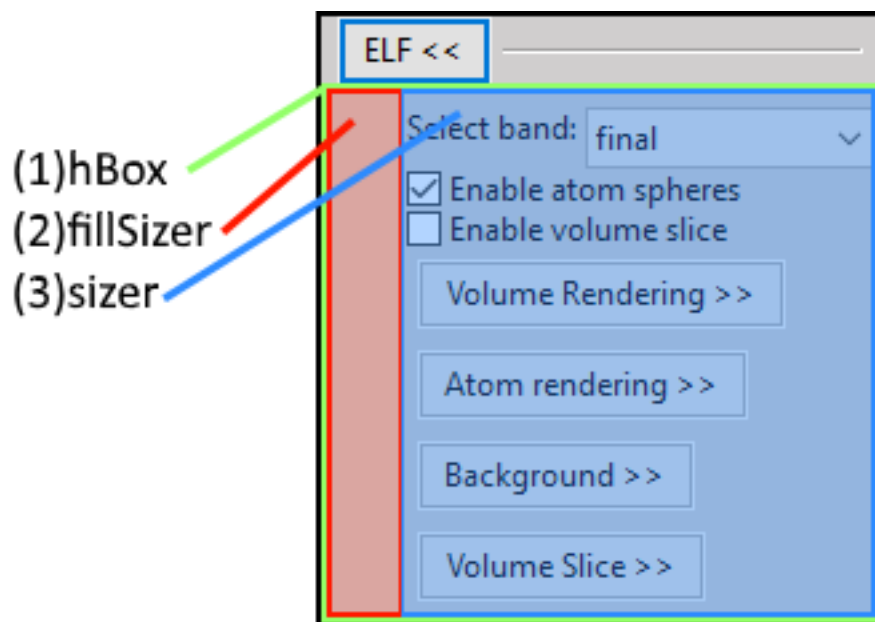 ELF <<
(1)hBox
(2)fillSizer
(3)sizer
Select band: final
Enable atom spheres
Enable volume slice
Volume Rendering >>
Atom rendering >>
Background >>
Volume Slice >>